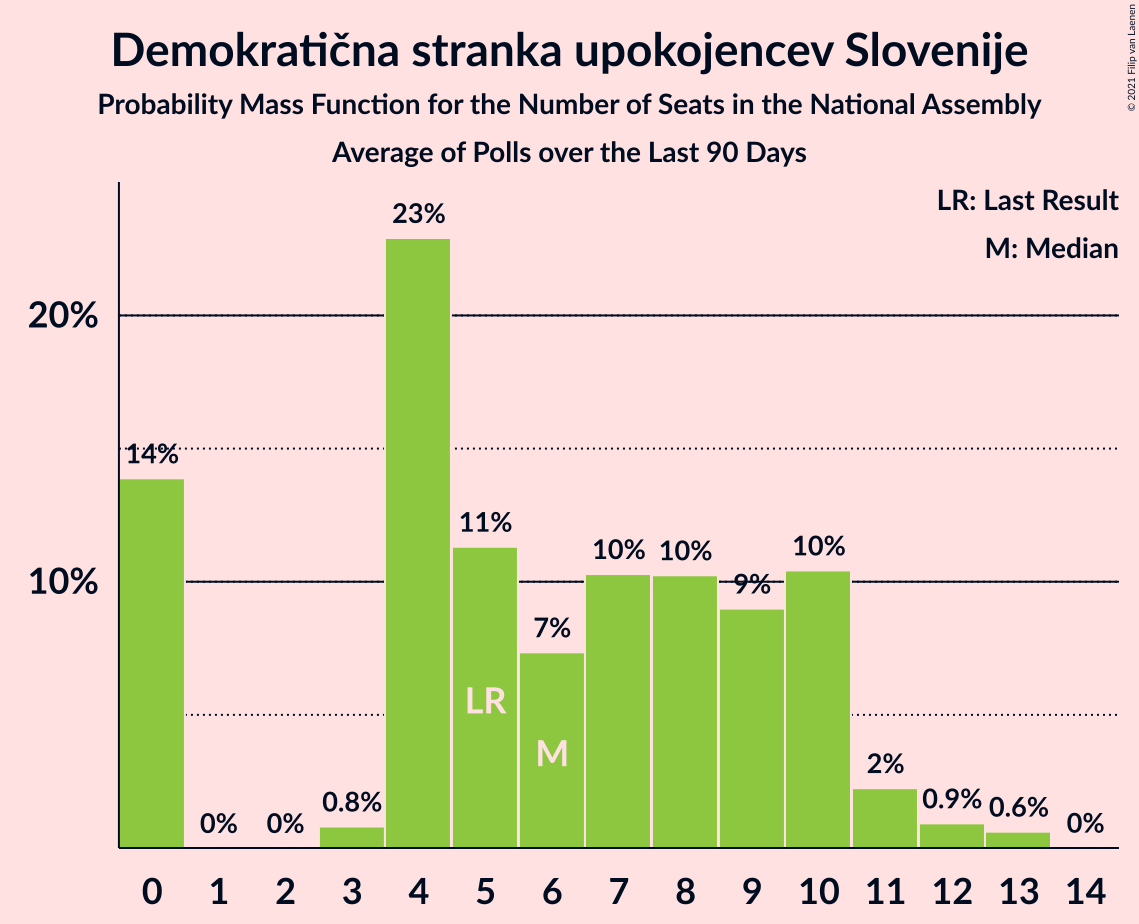 Demokratična stranka upokojencev Slovenije
Probability Mass Function for the Number of Seats in the National Assembly
Average of Polls over the Last 90 Days
© 2021 Filip van Laenen
LR: Last Result
M: Median
23%
20%
14%
11%
10%
10%
10%
10%
9%
7%
LR
M
2%
0.8%
0.9%
0.6%
0%
0%
0%
0 1 2 3 4 5 6 7 8 9 10 11 12 13 14